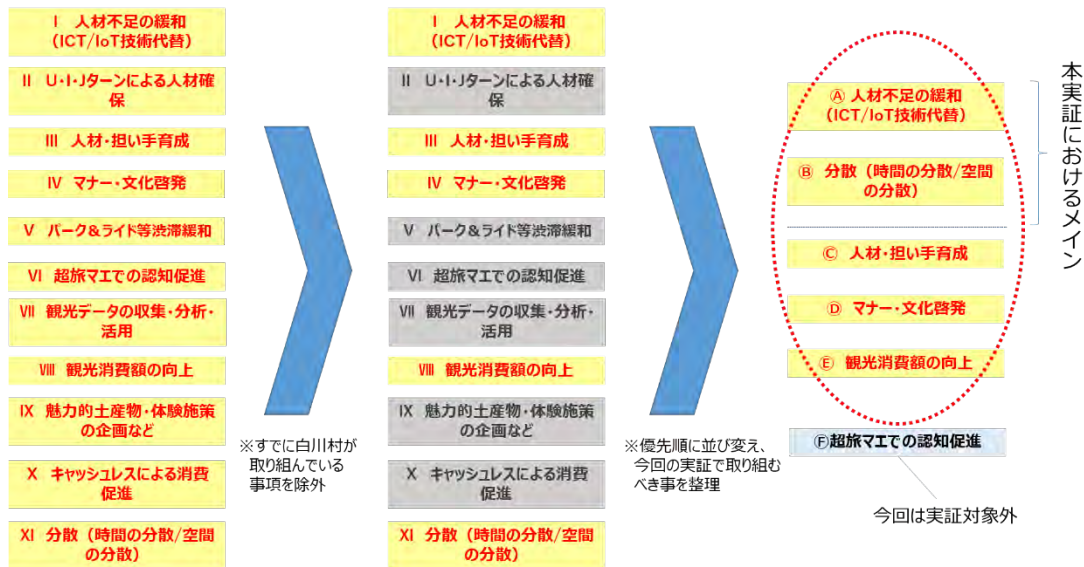 Ⅰ 人材不足の緩和
（ICT/IoT技術代替）
Ⅱ U・I・Jターンによる人材確
保
Ⅲ 人材・担い手育成
Ⅳ マナー・文化啓発
Ⅴ パーク＆ライド等渋滞緩和
Ⅵ 超旅マエでの認知促進
Ⅶ 観光データの収集・分析・
活用
Ⅷ 観光消費額の向上
Ⅸ 魅力的土産物・体験施策
の企画など
Ⅹ キャッシュレスによる消費
促進
Ⅺ 分散（時間の分散/空間
の分散）
※すでに白川村が
取り組んでいる
事項を除外
Ⅰ 人材不足の緩和
（ICT/IoT技術代替）
Ⅱ U・I・Jターンによる人材確
保
Ⅲ 人材・担い手育成
Ⅳ マナー・文化啓発
Ⅴ パーク＆ライド等渋滞緩和
Ⅵ 超旅マエでの認知促進
Ⅶ 観光データの収集・分析・
活用
Ⅷ 観光消費額の向上
Ⅸ 魅力的土産物・体験施策
の企画など
Ⅹ キャッシュレスによる消費
促進
Ⅺ 分散（時間の分散/空間
の分散）
※優先順に並び変え、
今回の実証で取り組む
べき事を整理
Ⓐ 人材不足の緩和
（ICT/IoT技術代替）
Ⓑ 分散（時間の分散/空間
の分散）
Ⓒ 人材・担い手育成
Ⓓ マナー・文化啓発
Ⓔ 観光消費額の向上
Ⓕ超旅マエでの認知促進
今回は実証対象外
本実証におけるメイン